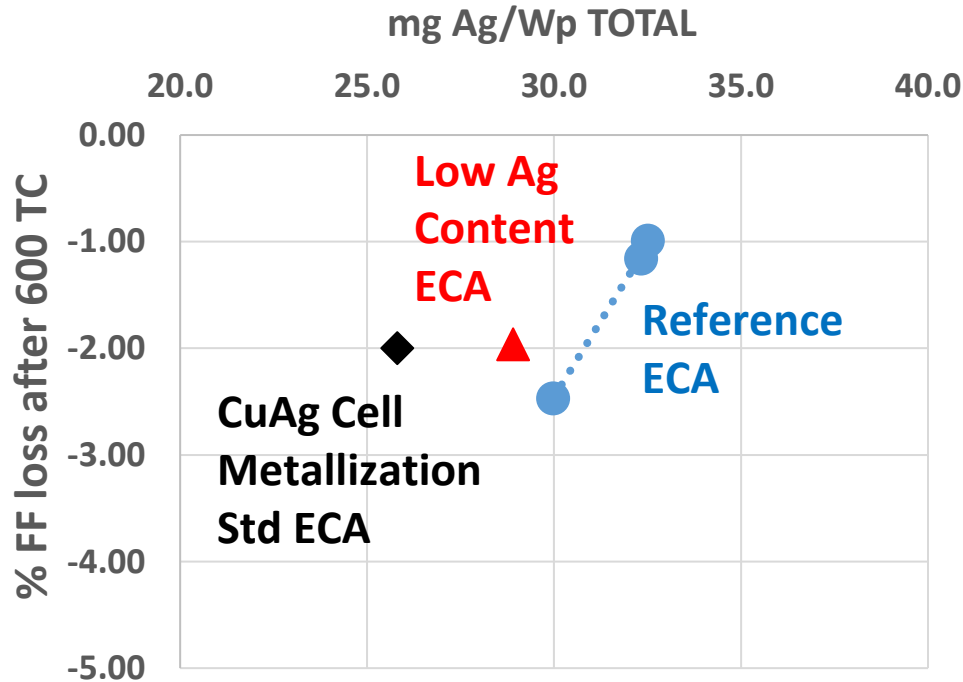 mg Ag/Wp TOTAL
20.0 25.0 30.0 35.0 40.0
0.00
-1.00
-2.00
-3.00
-4.00
-5.00
% FF loss after 600 TC
Low Ag
Content
ECA
Reference
ECA
CuAg Cell
Metallization
Std ECA